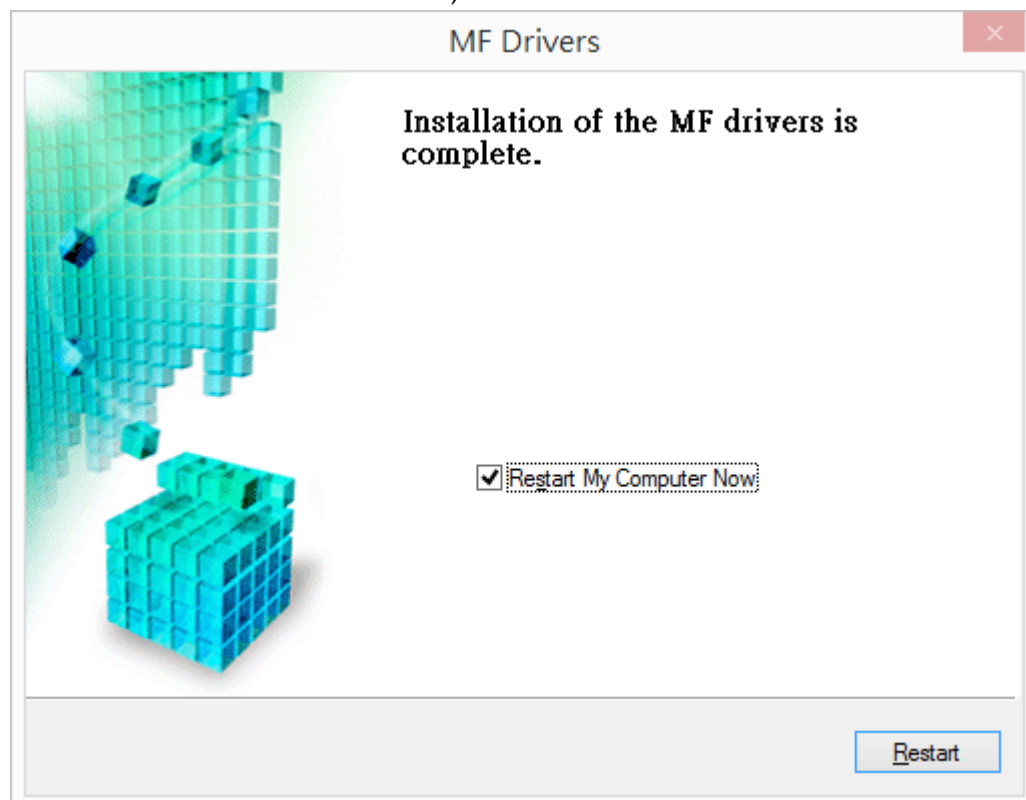 MF Drivers
Installation of the MF drivers is
complete.
Restart My Computer Now
Restart